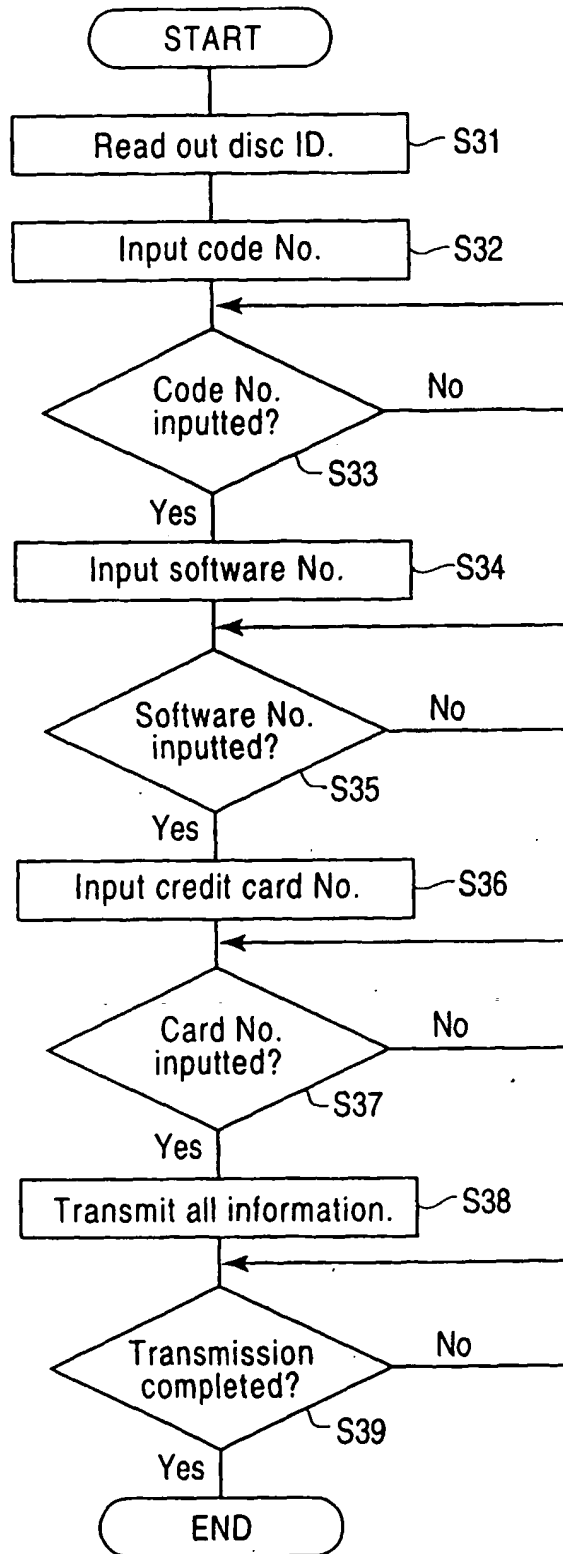 START
Read out disc ID.
S31
Input code No.
S32
Code No.
inputted?
No
S33
Yes
Input software No.
S34
Software No.
inputted?
No
S35
Yes
Input credit card No.
S36
Card No.
inputted?
No
S37
Yes
Transmit all information.
S38
Transmission
completed?
No
S39
Yes
END